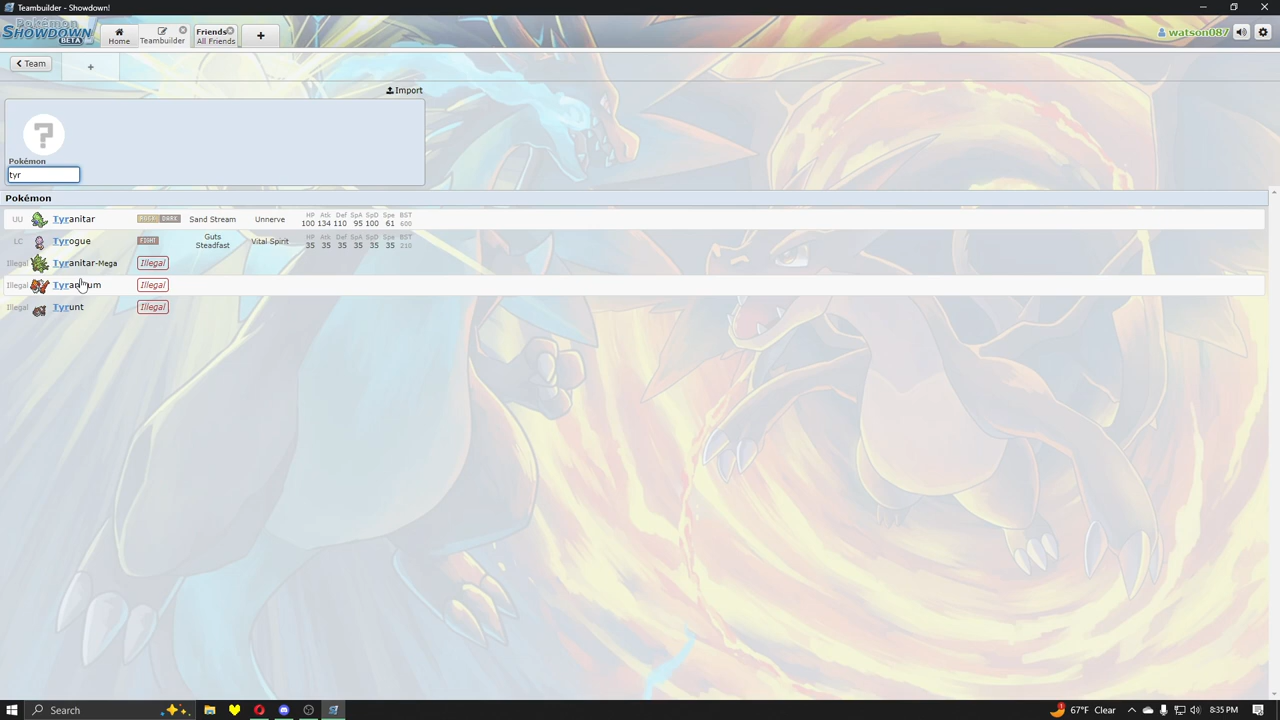 Teambuilder - Showdown!
Pokémon
SHOWDOWN
BETA
Home
Teambuilder
Friends
All Friends
+
watson087
< Team
+
Import
?
Pokémon
tyr
Pokémon
UU Tyranitar ROCK DARK Sand Stream Unnerve HP 100 Atk 134 Def 110 SpA 95 SpD 100 Spe 61 BST 600
LC Tyrogue FIGHT Guts Steadfast Vital Spirit HP 35 Atk 35 Def 35 SpA 35 SpD 35 Spe 35 BST 210
Illegal Tyranitar-Mega Illegal
Illegal Illegal
Illegal Tyrunt Illegal
Search
67°F Clear
8:35 PM